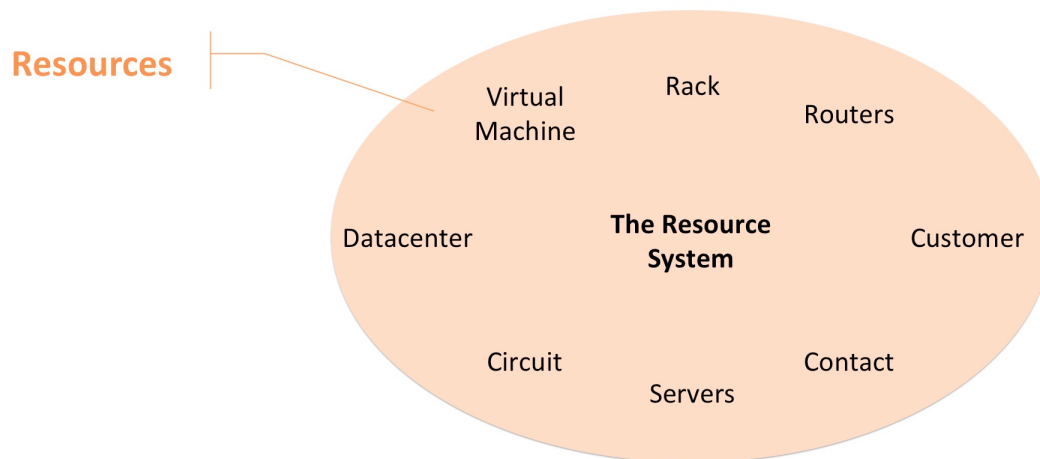 Resources
Virtual
Machine
Rack
Routers
Datacenter
The Resource
System
Customer
Circuit
Servers
Contact